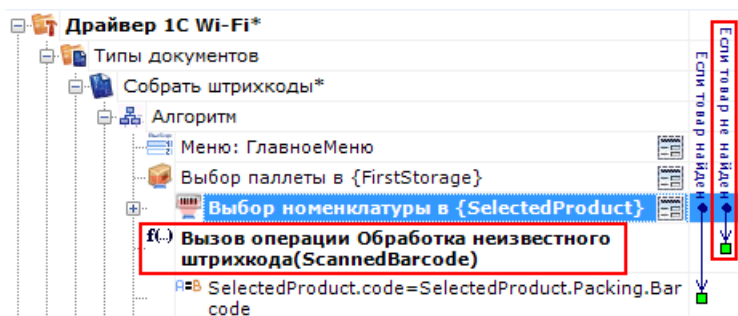 Драйвер 1C Wi-Fi*
Типы документов
Собрать штрихкоды*
Алгоритм
Меню: ГлавноеМеню
Выбор паллеты в {FirstStorage}
Выбор номенклатуры в {SelectedProduct}
f(..) Вызов операции Обработка неизвестного
штрихкода(ScannedBarcode)
A=B SelectedProduct.code=SelectedProduct.Packing.Bar
code
Если товар найден
Если товар не найден